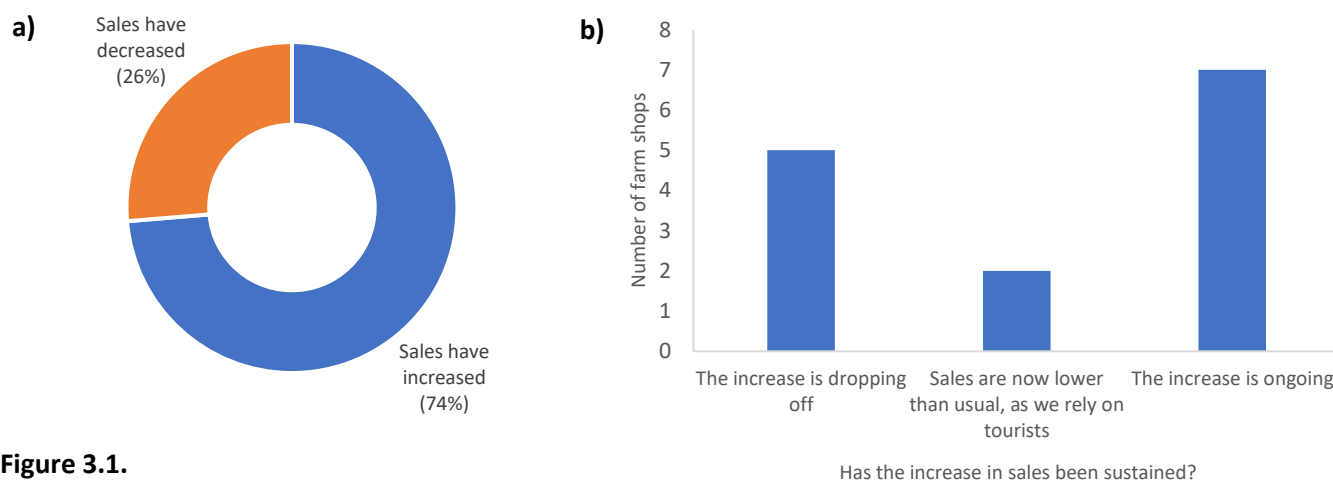 a)
Sales have
decreased
(26%)
Sales have
increased
(74%)
b)
Number of farm shops
8
7
6
5
4
3
2
1
0
The increase is dropping
off
Sales are now lower
than usual, as we rely on
tourists
The increase is ongoing
Has the increase in sales been sustained?
Figure 3.1.